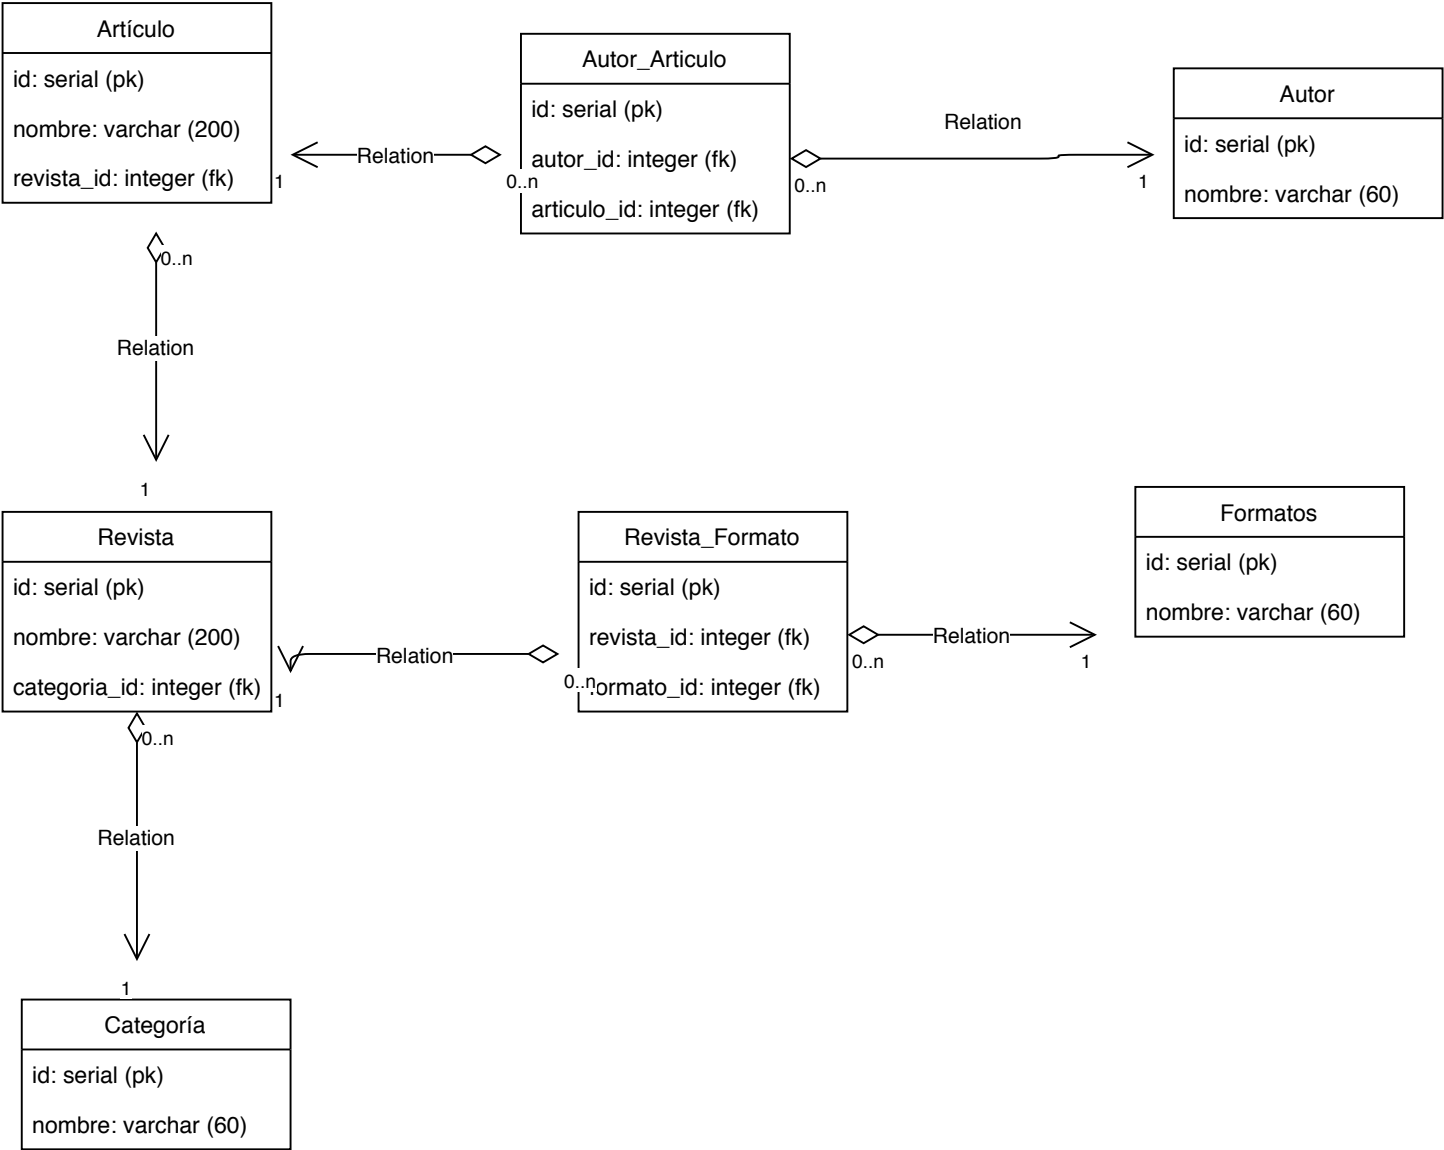 Artículo
id: serial (pk)
nombre: varchar (200)
revista_id: integer (fk)
Autor_Articulo
id: serial (pk)
autor_id: integer (fk)
articulo_id: integer (fk)
Autor
id: serial (pk)
nombre: varchar (60)
Relation
1
0..n
Relation
0..n
1
0..n
Relation
1
Revista
id: serial (pk)
nombre: varchar (200)
categoria_id: integer (fk)
Revista_Formato
id: serial (pk)
revista_id: integer (fk)
formato_id: integer (fk)
Formatos
id: serial (pk)
nombre: varchar (60)
Relation
1
0..n
Relation
0..n
1
0..n
Relation
1
Categoría
id: serial (pk)
nombre: varchar (60)